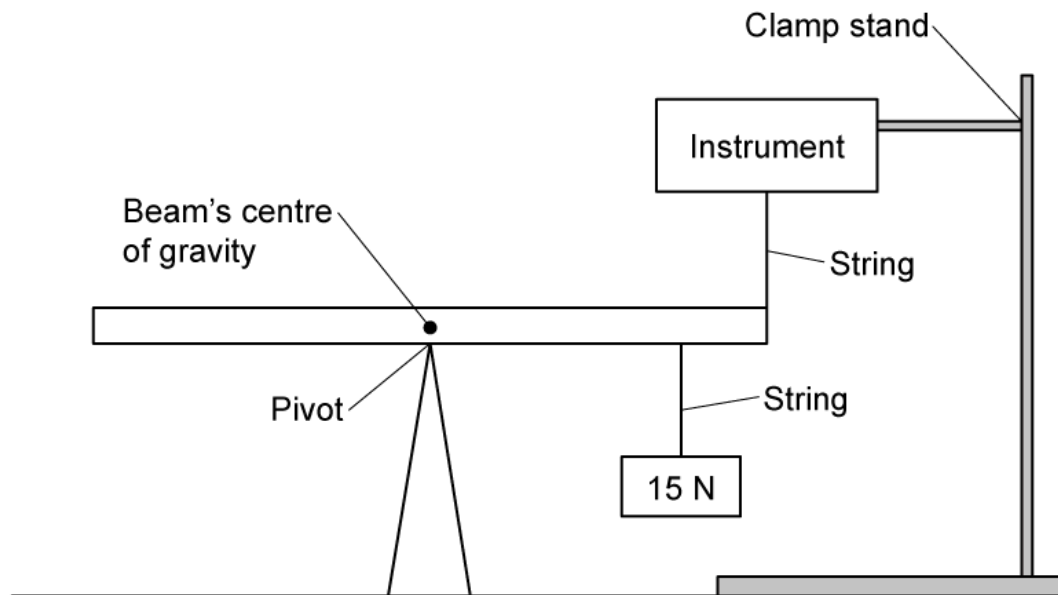 Clamp stand
Instrument
Beam’s centre
of gravity
String
Pivot
String
15 N